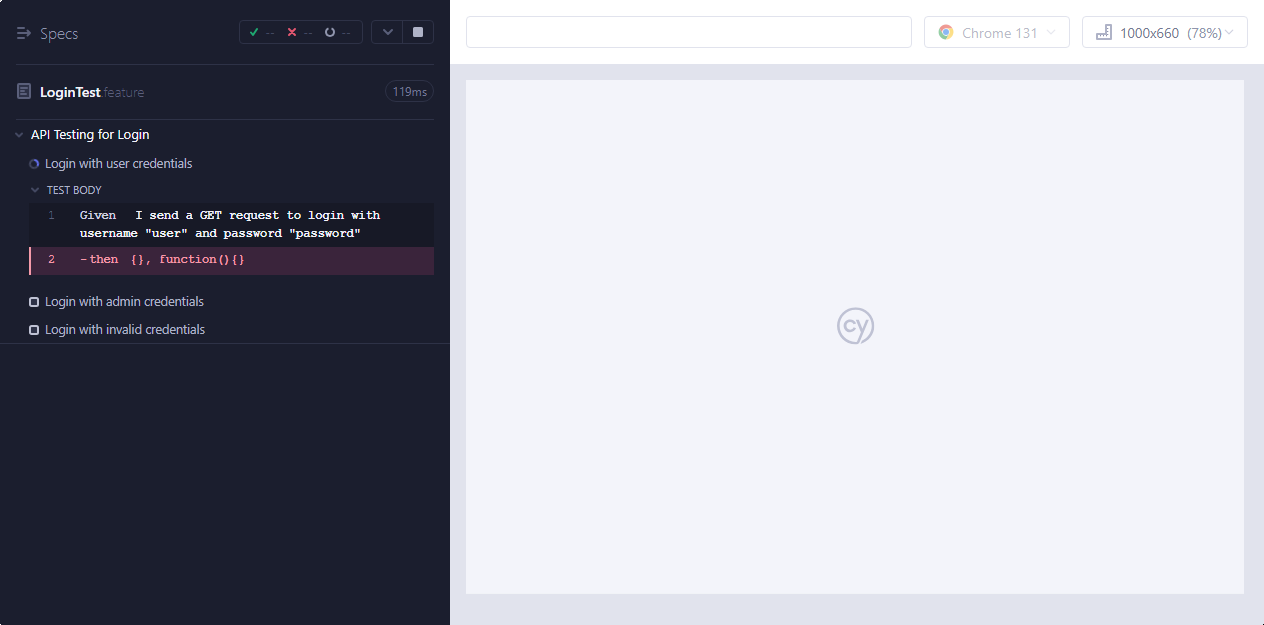 Specs
-- -- --
Chrome 131
1000x660 (78%)
LoginTest feature
119ms
API Testing for Login
Login with user credentials
TEST BODY
1 Given I send a GET request to login with
username "user" and password "password"
2 -then {}, function(){}
Login with admin credentials
Login with invalid credentials
cy